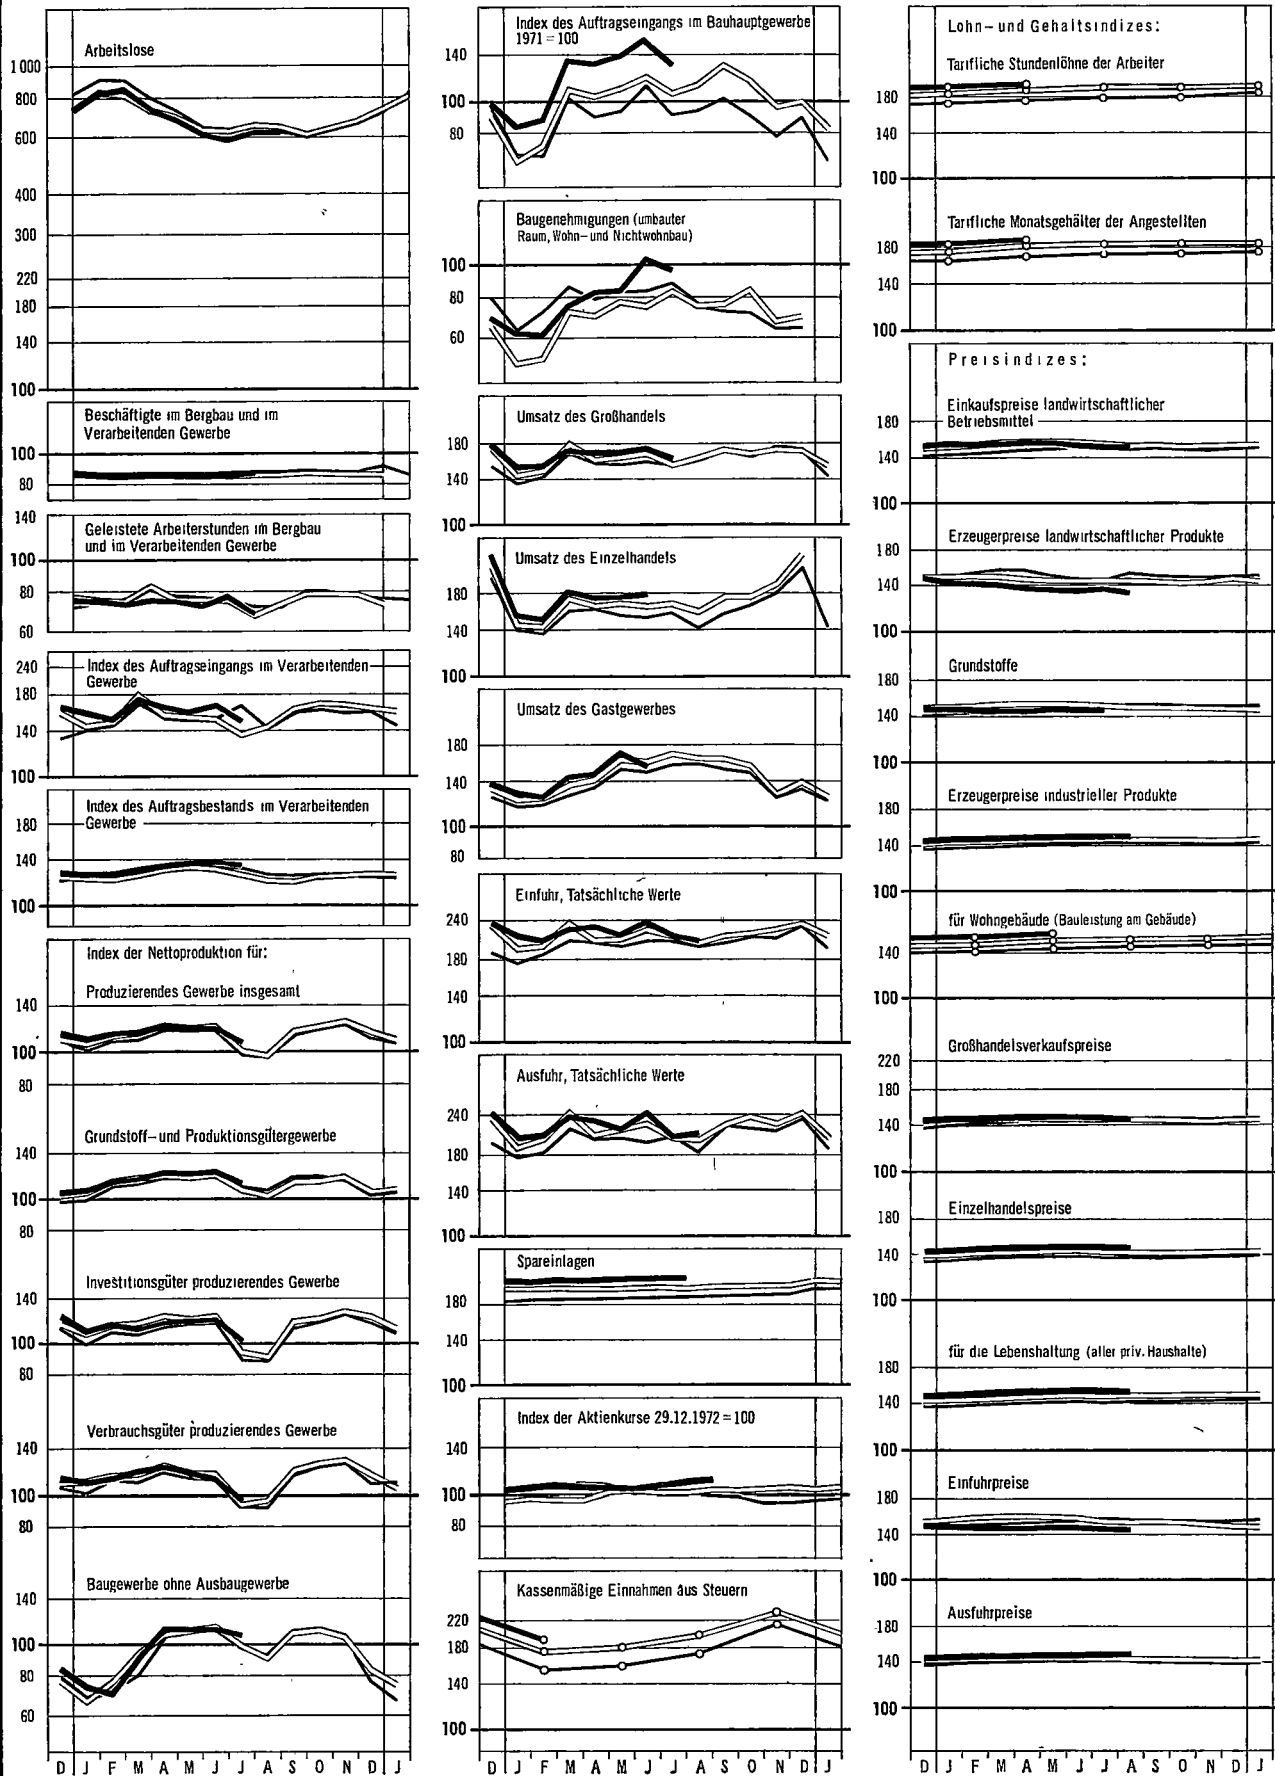 Arbeitslose
1 000
800
600
400
300
220
180
140
100
Beschäftigte im Bergbau und im
Verarbeitenden Gewerbe
100
80
140
Geleistete Arbeiterstunden im Bergbau
und im Verarbeitenden Gewerbe
100
80
60
240
Index des Auftragseingangs im Verarbeitenden
Gewerbe
180
140
100
Index des Auftragsbestands im Verarbeitenden
Gewerbe
180
140
100
Index der Nettoproduktion für:
Produzierendes Gewerbe insgesamt
140
100
80
Grundstoff- und Produktionsgütergewerbe
140
100
80
Investitionsgüter produzierendes Gewerbe
140
100
80
Verbrauchsgüter produzierendes Gewerbe
140
100
80
Baugewerbe ohne Ausbaugewerbe
140
100
80
60
D J F M A M J J A S O N D J
Index des Auftragseingangs im Bauhauptgewerbe
1971 = 100
140
100
80
Baugenehmigungen (umbauter
Raum, Wohn- und Nichtwohnbau)
100
80
60
Umsatz des Großhandels
180
140
100
Umsatz des Einzelhandels
180
140
100
Umsatz des Gastgewerbes
180
140
100
80
Einfuhr, Tatsächliche Werte
240
180
140
100
Ausfuhr, Tatsächliche Werte
240
180
140
100
Spareinlagen
180
140
100
Index der Aktienkurse 29.12.1972 = 100
140
100
80
Kassenmäßige Einnahmen aus Steuern
220
180
140
100
D J F M A M J J A S O N D J
Lohn- und Gehaltsindizes:
Tarifliche Stundenlöhne der Arbeiter
180
140
100
Tarifliche Monatsgehälter der Angestellten
180
140
100
Preisindizes:
Einkaufspreise landwirtschaftlicher
Betriebsmittel
180
140
100
Erzeugerpreise landwirtschaftlicher Produkte
180
140
100
Grundstoffe
180
140
100
Erzeugerpreise industrieller Produkte
180
140
100
für Wohngebäude (Bauleistung am Gebäude)
140
100
Großhandelsverkaufspreise
220
180
140
100
Einzelhandelspreise
180
140
100
für die Lebenshaltung (aller priv. Haushalte)
180
140
100
Einfuhrpreise
180
140
100
Ausfuhrpreise
180
140
100
D J F M A M J J A S O N D J